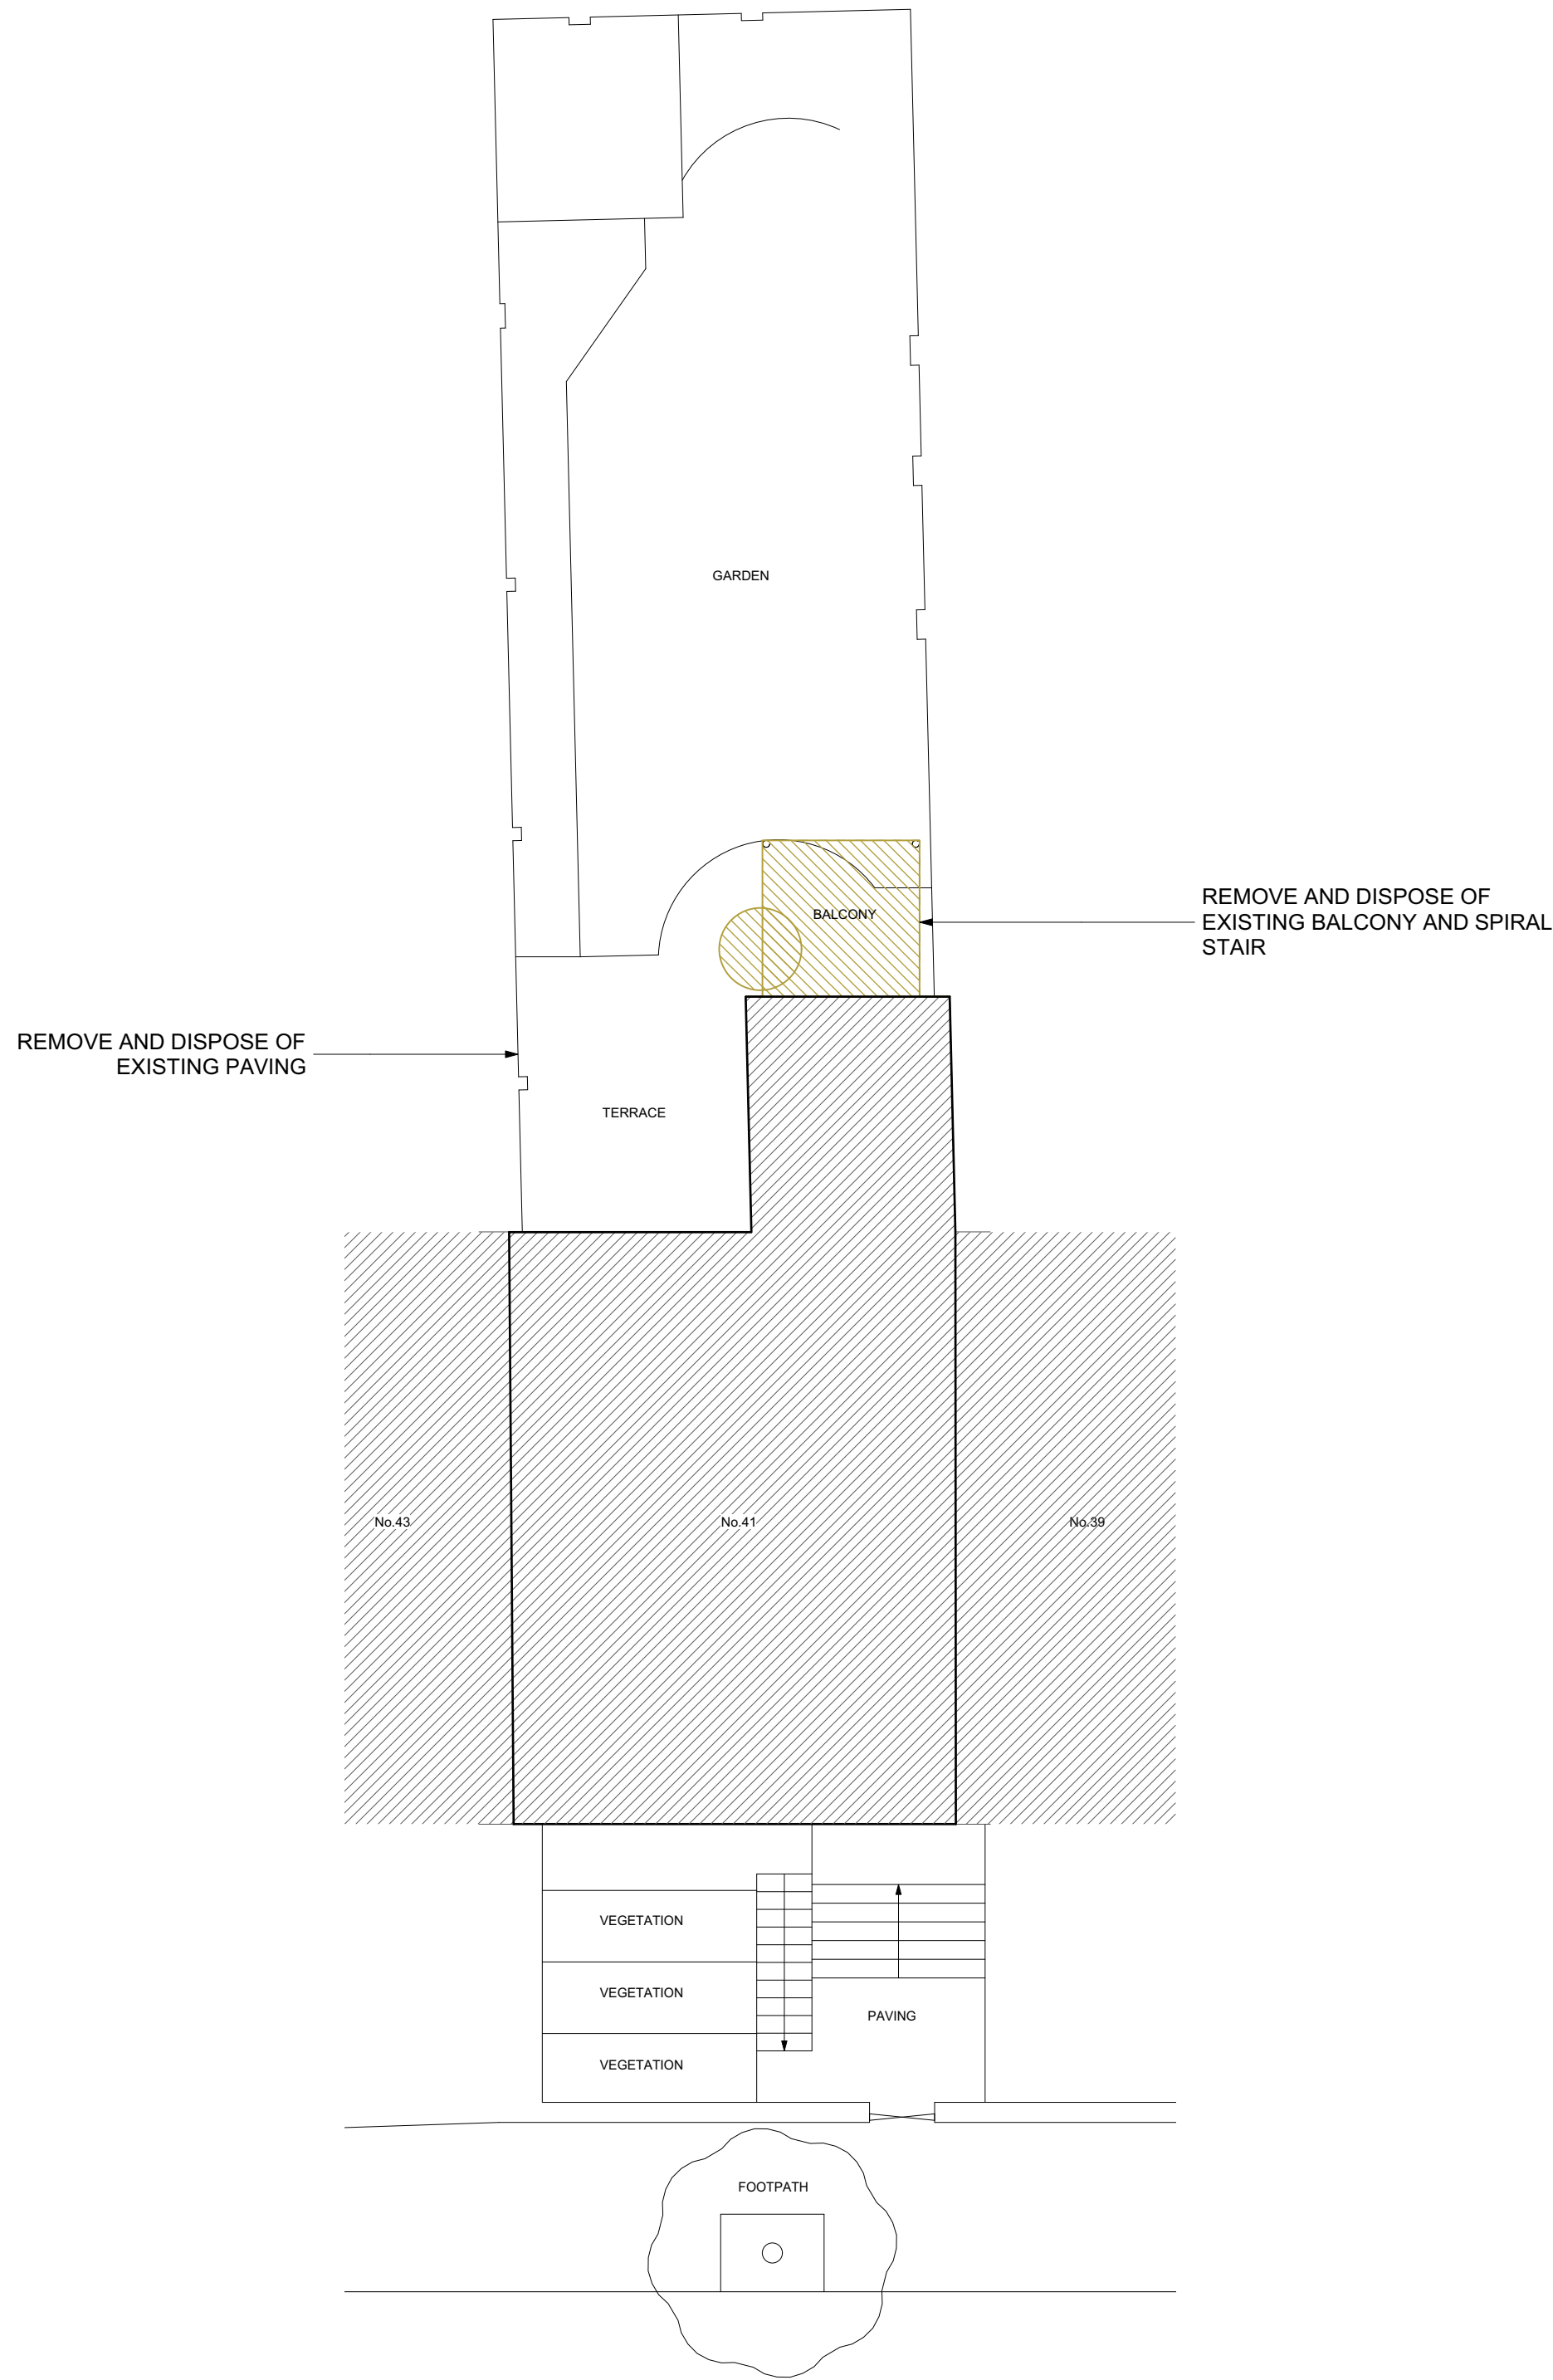 GARDEN
BALCONY
REMOVE AND DISPOSE OF
EXISTING BALCONY AND SPIRAL
STAIR
REMOVE AND DISPOSE OF
EXISTING PAVING
TERRACE
No.43
No.41
No.39
VEGETATION
VEGETATION
PAVING
VEGETATION
FOOTPATH